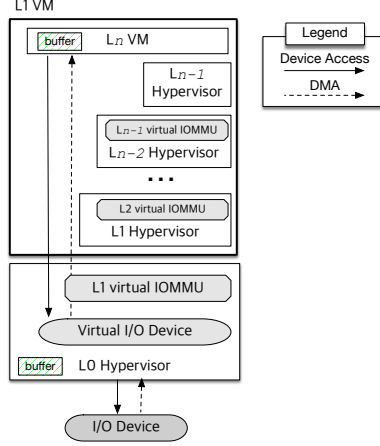 L1 VM
buffer
Ln VM
Ln-1
Hypervisor
Ln-1 virtual IOMMU
Ln-2 Hypervisor
...
L2 virtual IOMMU
L1 Hypervisor
L1 virtual IOMMU
Virtual I/O Device
buffer
L0 Hypervisor
I/O Device
Legend
Device Access
DMA